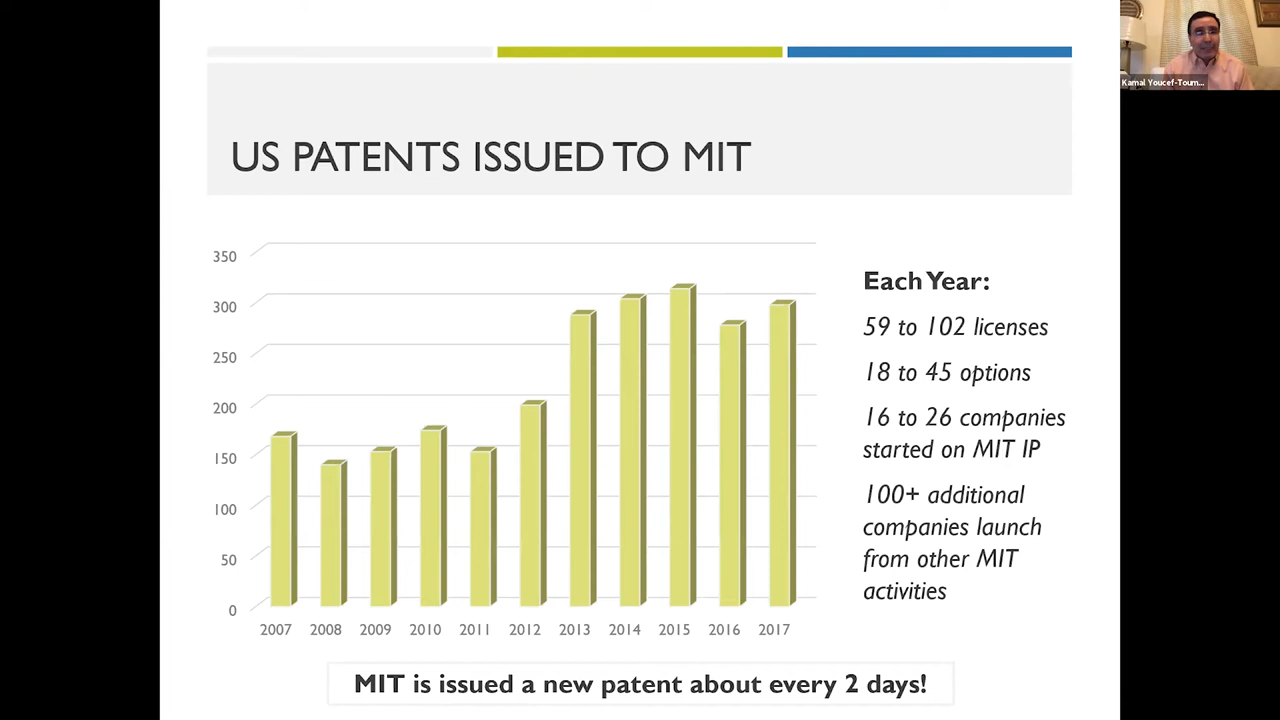 Kamal Youcef-Toum...
US PATENTS ISSUED TO MIT
350
300
250
200
150
100
50
0
2007 2008 2009 2010 2011 2012 2013 2014 2015 2016 2017
Each Year:
59 to 102 licenses
18 to 45 options
16 to 26 companies
started on MIT IP
100+ additional
companies launch
from other MIT
activities
MIT is issued a new patent about every 2 days!